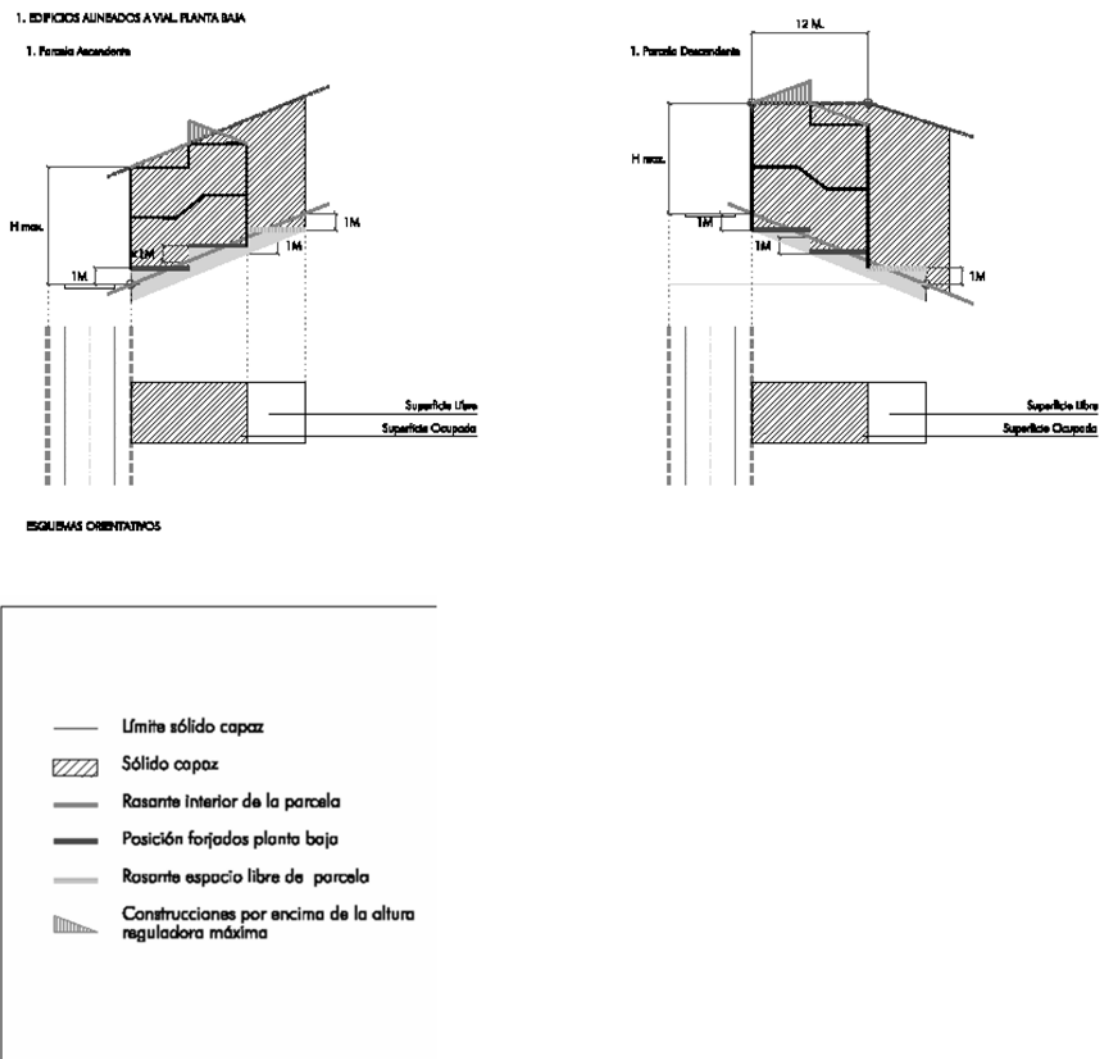 1. EDIFICIOS ALINEADOS A VIAL. PLANTA BAJA
1. Parcela Ascendente
1. Parcela Descendente
12 M.
H max.
1M
<1M
1M
1M
H max.
1M
1M
1M
Superficie Libre
Superficie Ocupada
Superficie Libre
Superficie Ocupada
ESQUEMAS ORIENTATIVOS
Límite sólido capaz
Sólido capaz
Rasante interior de la parcela
Posición forjados planta baja
Rasante espacio libre de parcela
Construcciones por encima de la altura
reguladora máxima